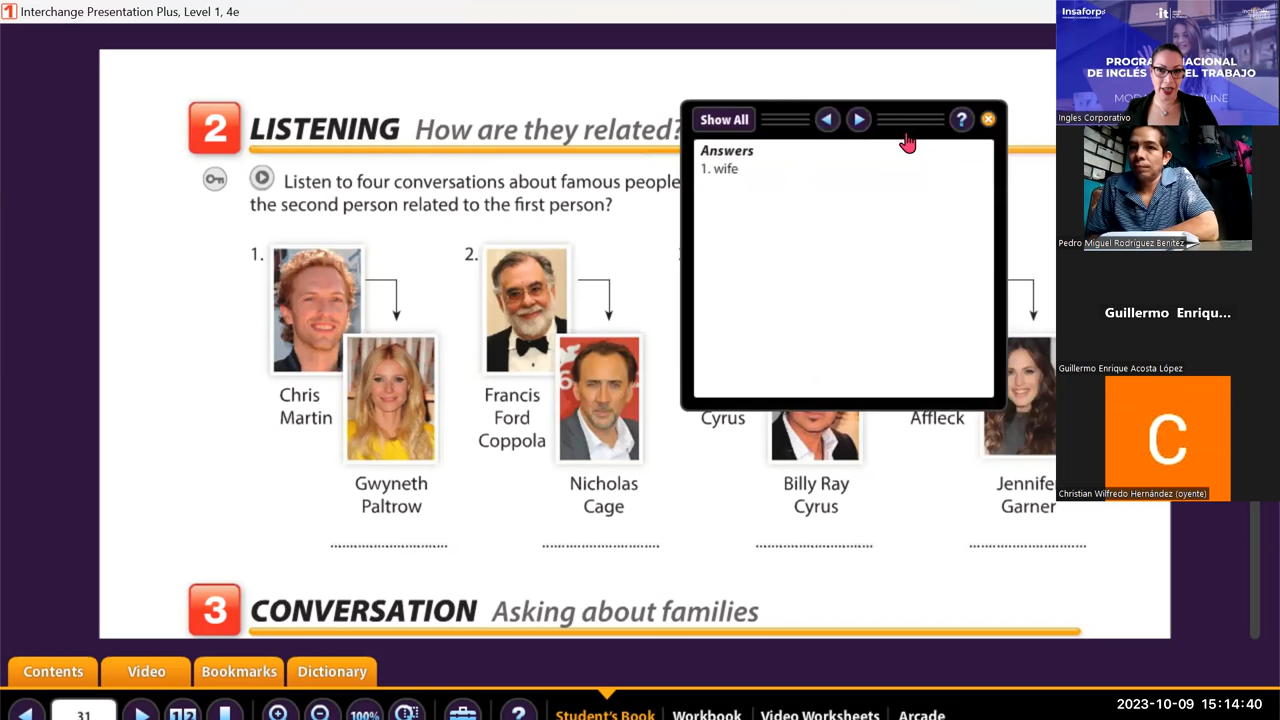 Interchange Presentation Plus, Level 1, 4e
2 LISTENING How are they related?
Listen to four conversations about famous people
the second person related to the first person?
1.
2.
Chris
Martin
Gwyneth
Paltrow
Francis
Ford
Coppola
Nicholas
Cage
Cyrus
Billy Ray
Cyrus
Affleck
Jennife
Garner
Show All
?
Answers
1. wife
3 CONVERSATION Asking about families
Contents
Video
Bookmarks
Dictionary
31
100%
?
Student's Book
Workbook
Video Worksheets
Arcade
Insaforp
it
Ingles Corporativo
Pedro Miguel Rodríguez Benítez
Guillermo Enriqu...
Guillermo Enrique Acosta López
C
Christian Wilfredo Hernández (oyente)
2023-10-09 15:14:40